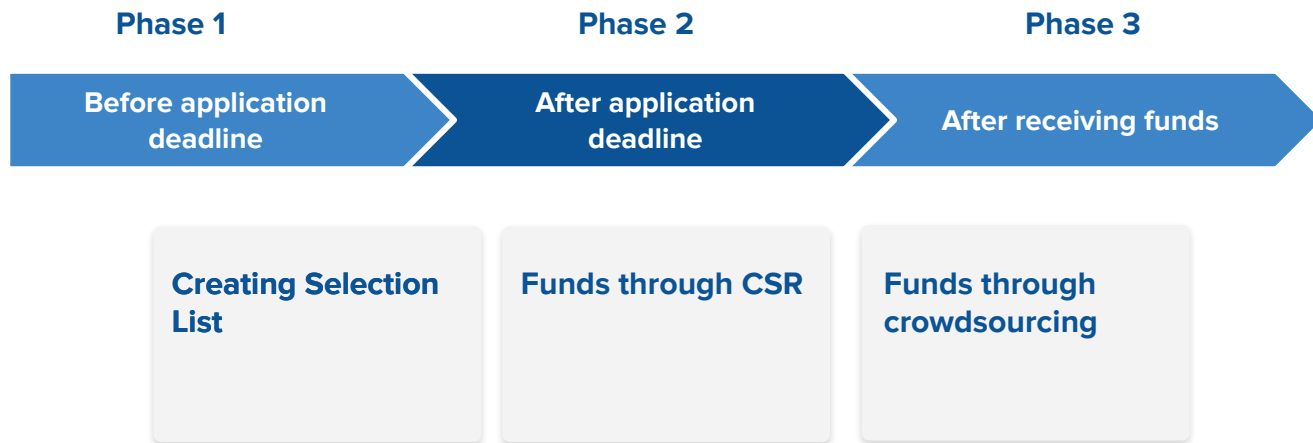 Phase 1
Phase 2
Phase 3
Before application
deadline
After application
deadline
After receiving funds
Creating Selection
List
Funds through CSR
Funds through
crowdsourcing